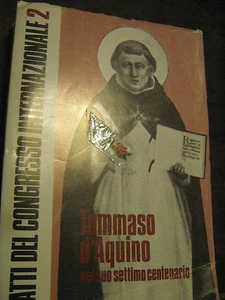 ATTI DEL CONGRESSO INTERNAZIONALE 2
Tommaso
d'Aquino
nel suo settimo centenario